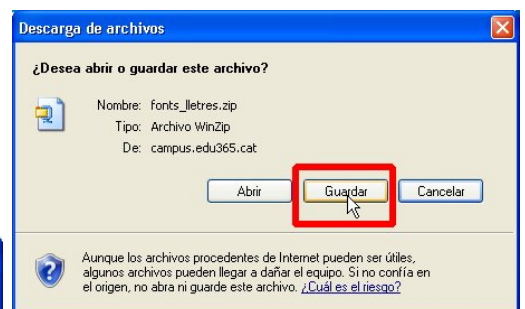 Descarga de archivos
¿Desea abrir o guardar este archivo?
Nombre: fonts_lletres.zip
Tipo: Archivo WinZip
De: campus.edu365.cat
Abrir Guardar Cancelar
Aunque los archivos procedentes de Internet pueden ser útiles,
algunos archivos pueden llegar a dañar el equipo. Si no confía en
el origen, no abra ni guarde este archivo. ¿Cuál es el riesgo?